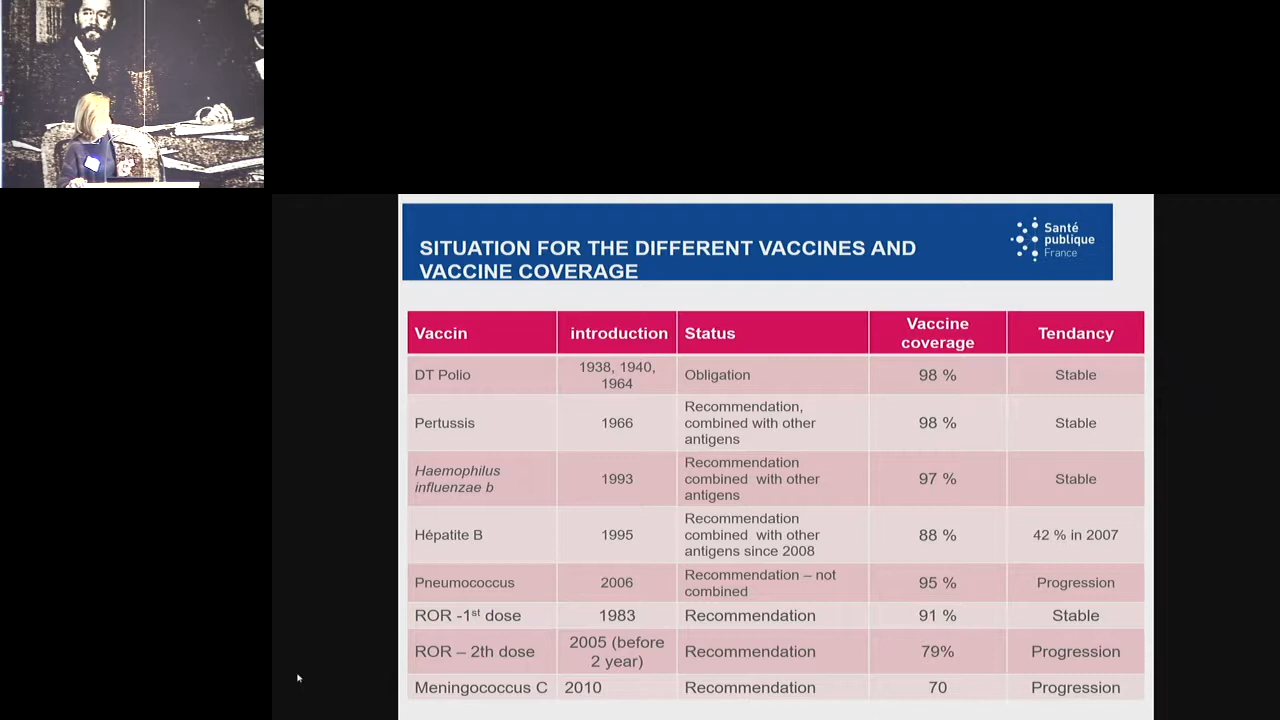 SITUATION FOR THE DIFFERENT VACCINES AND
VACCINE COVERAGE
Santé
publique
France
Vaccin
introduction
Status
Vaccine
coverage
Tendancy
DT Polio
1938, 1940,
1964
Obligation
98 %
Stable
Pertussis
1966
Recommendation,
combined with other
antigens
98 %
Stable
Haemophilus
influenzae b
1993
Recommendation
combined with other
antigens
97 %
Stable
Hépatite B
1995
Recommendation
combined with other
antigens since 2008
88 %
42 % in 2007
Pneumococcus
2006
Recommendation – not
combined
95 %
Progression
ROR -1st dose
1983
Recommendation
91 %
Stable
ROR – 2th dose
2005 (before
2 year)
Recommendation
79%
Progression
Meningococcus C
2010
Recommendation
70
Progression